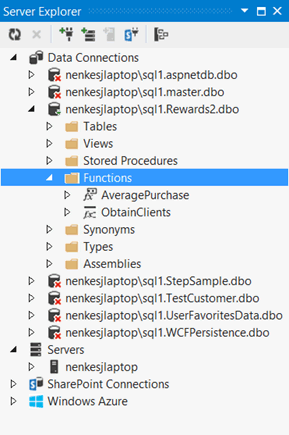 Server Explorer
Data Connections
nenkesjlaptop\sql1.aspnetdb.dbo
nenkesjlaptop\sql1.master.dbo
nenkesjlaptop\sql1.Rewards2.dbo
Tables
Views
Stored Procedures
Functions
AveragePurchase
ObtainClients
Synonyms
Types
Assemblies
nenkesjlaptop\sql1.StepSample.dbo
nenkesjlaptop\sql1.TestCustomer.dbo
nenkesjlaptop\sql1.UserFavoritesData.dbo
nenkesjlaptop\sql1.WCFPersistence.dbo
Servers
nenkesjlaptop
SharePoint Connections
Windows Azure